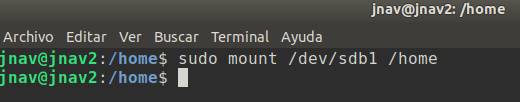 jnav@jnav2: /home
Archivo Editar Ver Buscar Terminal Ayuda
jnav@jnav2:/home$ sudo mount /dev/sdb1 /home
jnav@jnav2:/home$